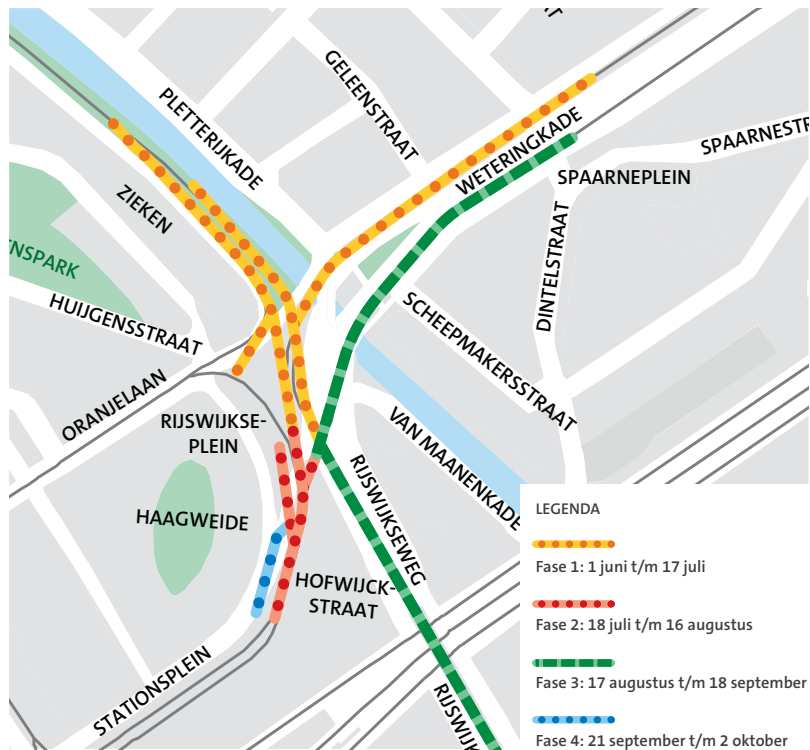 PLETTERIJKADE
GELEENSTRAAT
WETERINGKADE
SPAARNESTR
SPAARNEPLEIN
ZIEKEN
ENSPARK
HUIJGENSSTRAAT
DINTELSTRAAT
SCHEEPMAKERSSTRAAT
ORANJELAAN
RIJSWIJKSE-
PLEIN
VAN MAANENKADE
HAAGWEIDE
RIJSWIJKSEWEG
HOFWIJCK-
STRAAT
STATIONSPLEIN
RIJSWIJK
LEGENDA
Fase 1: 1 juni t/m 17 juli
Fase 2: 18 juli t/m 16 augustus
Fase 3: 17 augustus t/m 18 september
Fase 4: 21 september t/m 2 oktober